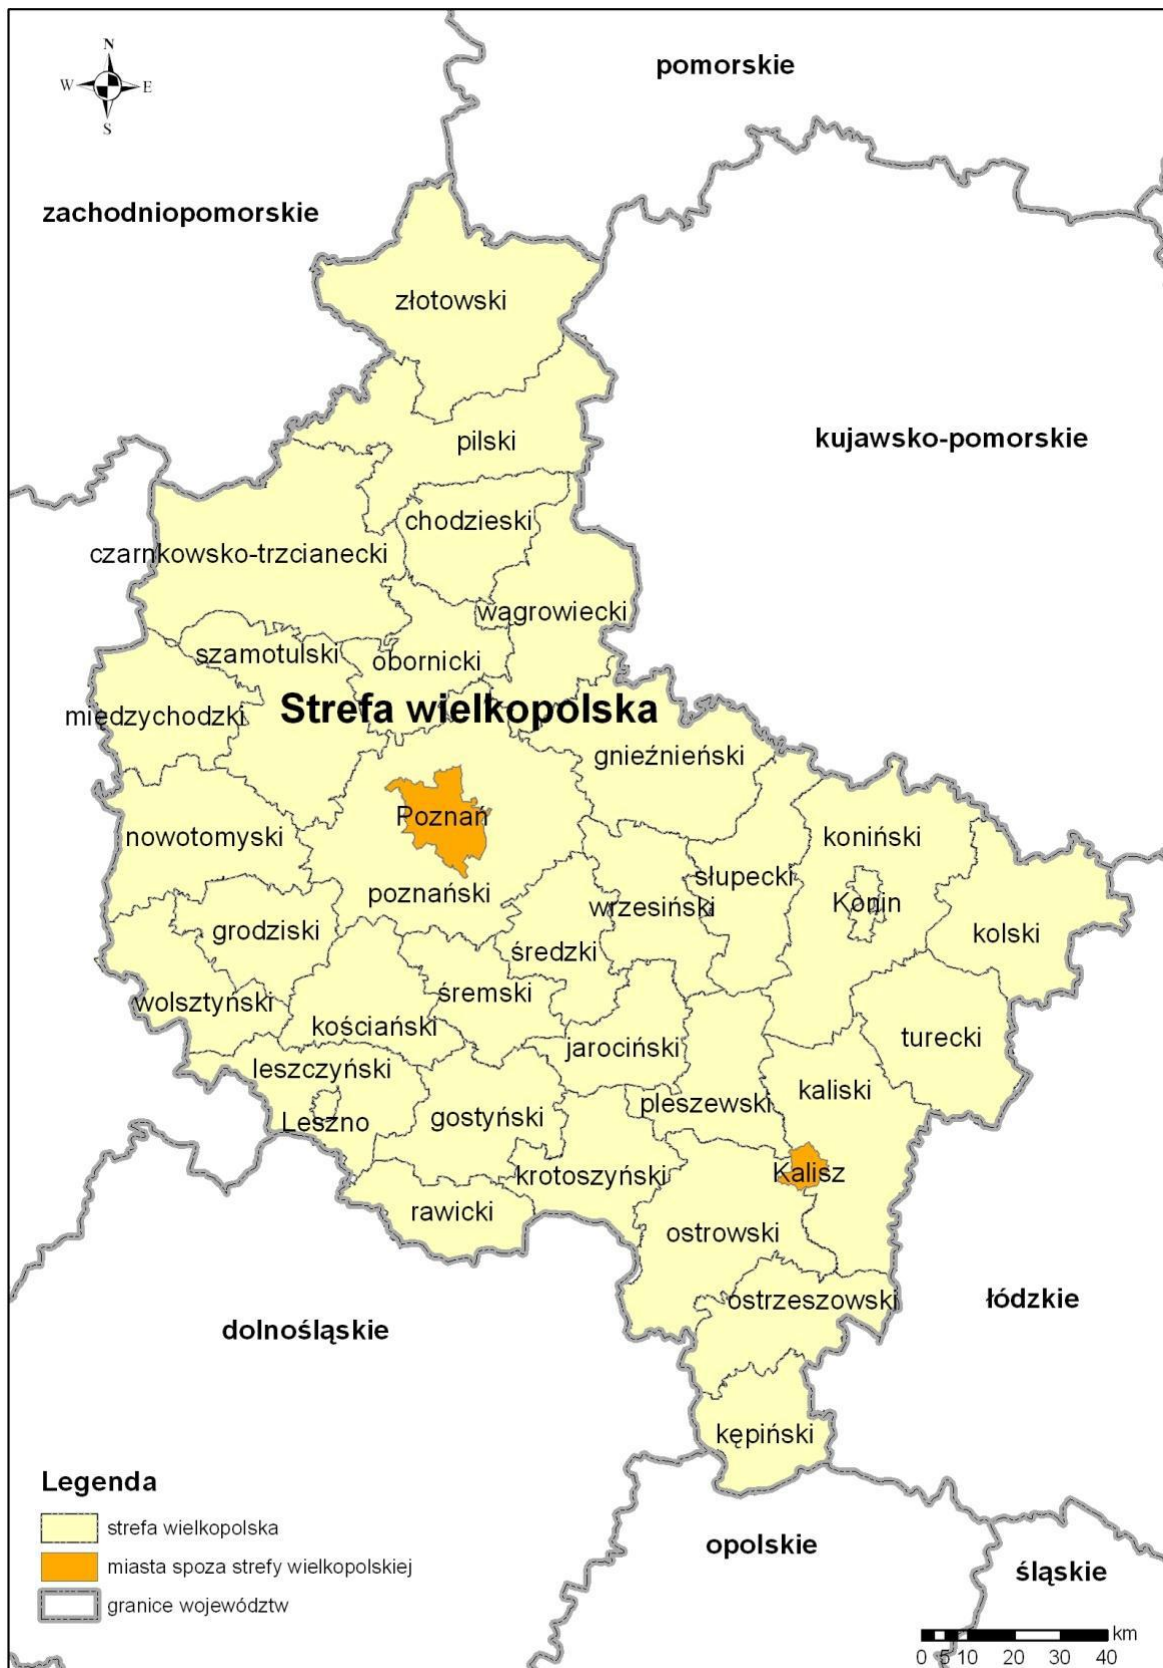 N
W E
S
pomorskie
zachodniopomorskie
złotowski
kujawsko-pomorskie
pilski
chodzieski
czarnkowsko-trzcianecki
wągrowiecki
szamotulski
obornicki
międzychodzki
Strefa wielkopolska
gnieźnieński
Poznań
nowotomyski
koniński
słupecki
poznański
wrzesiński
Konin
grodziski
kolski
średzki
śremski
wolsztyński
kościański
turecki
jarociński
leszczyński
kaliski
pleszewski
gostyński
Leszno
Kalisz
krotoszyński
rawicki
ostrowski
ostrzeszowski
łódzkie
dolnośląskie
kępiński
Legenda
strefa wielkopolska
miasta spoza strefy wielkopolskiej
granice województw
opolskie
śląskie
km
0 5 10 20 30 40